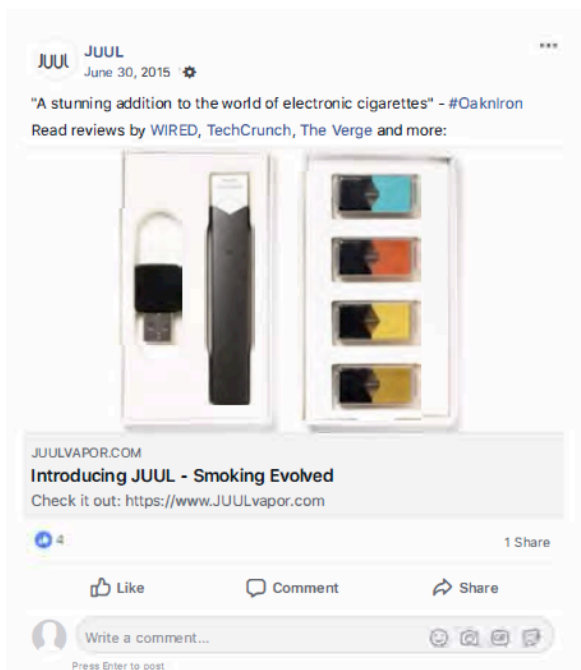 JUUL
JUUL
June 30, 2015
"A stunning addition to the world of electronic cigarettes" - #OaknIron
Read reviews by WIRED, TechCrunch, The Verge and more:
JUULVAPOR.COM
Introducing JUUL - Smoking Evolved
Check it out: https://www.JUULvapor.com
4
1 Share
Like Comment Share
Write a comment...
GIF
Press Enter to post